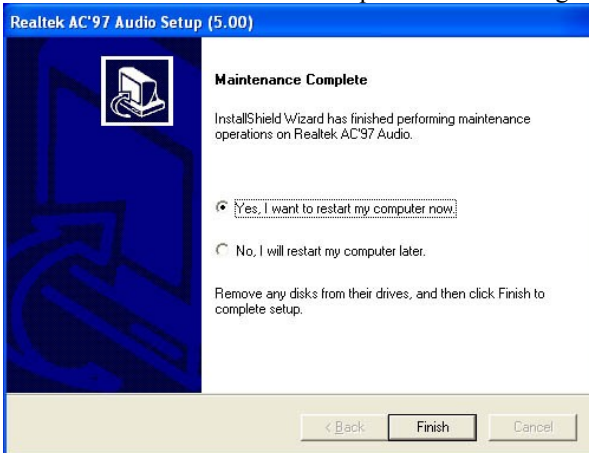 Realtek AC'97 Audio Setup (5.00)
Maintenance Complete
InstallShield Wizard has finished performing maintenance
operations on Realtek AC'97 Audio.
Yes, I want to restart my computer now.
No, I will restart my computer later.
Remove any disks from their drives, and then click Finish to
complete setup.
< Back Finish Cancel